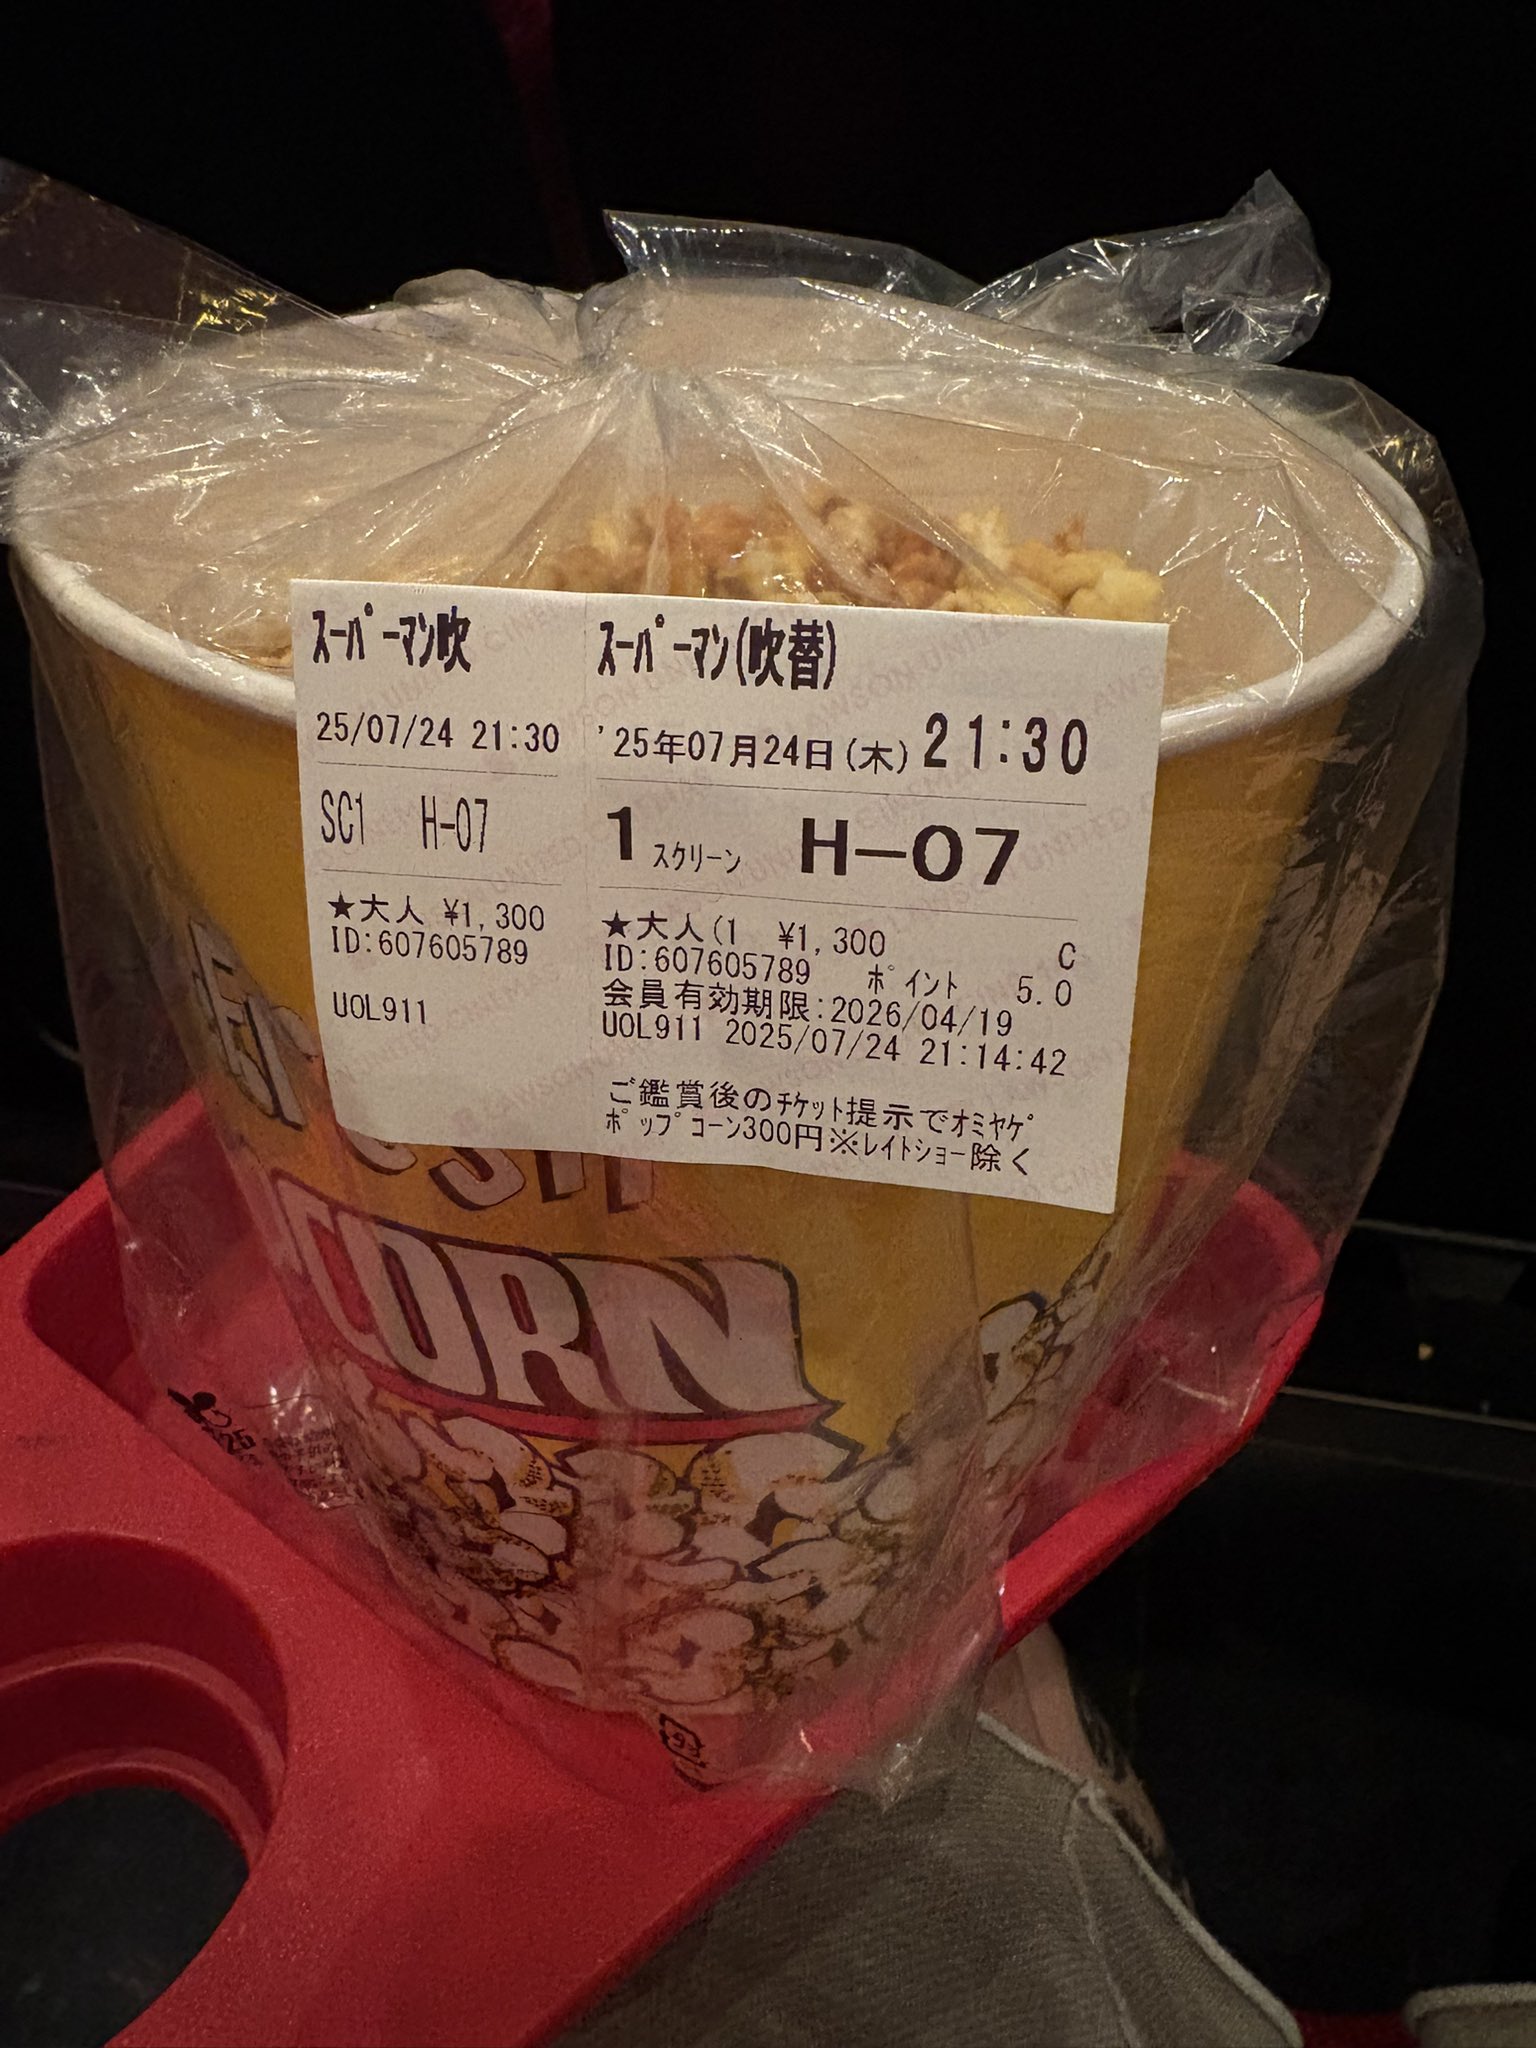 スーパーマン吹
25/07/24 21:30
SC1 H-07
★大人 ¥1,300
ID:607605789
UOL911
スーパーマン(吹替)
'25年07月24日(木) 21:30
1スクリーン H-07
★大人(1 ¥1,300 C
ID:607605789 ポイント 5.0
会員有効期限:2026/04/19
UOL911 2025/07/24 21:14:42
ご鑑賞後のチケット提示でオミヤゲ
ポップコーン300円※レイトショー除く
CORN